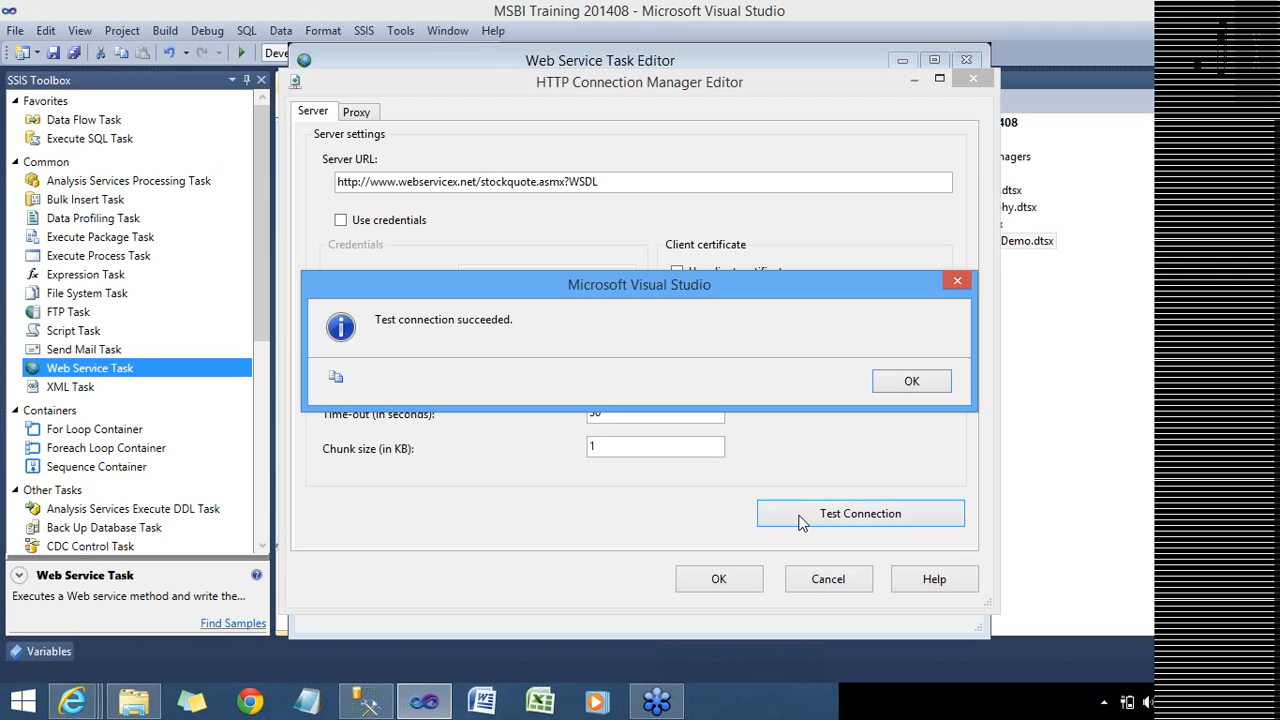 MSBI Training 201408 - Microsoft Visual Studio
File Edit View Project Build Debug SQL Data Format SSIS Tools Window Help
SSIS Toolbox
Favorites
Data Flow Task
Execute SQL Task
Common
Analysis Services Processing Task
Bulk Insert Task
Data Profiling Task
Execute Package Task
Execute Process Task
Expression Task
File System Task
FTP Task
Script Task
Send Mail Task
Web Service Task
XML Task
Containers
For Loop Container
Foreach Loop Container
Sequence Container
Other Tasks
Analysis Services Execute DDL Task
Back Up Database Task
CDC Control Task
Web Service Task
Executes a Web service method and write the...
Find Samples
Variables
Web Service Task Editor
HTTP Connection Manager Editor
Server Proxy
Server settings
Server URL:
http://www.webservicex.net/stockquote.asmx?WSDL
Use credentials
Credentials
Client certificate
Microsoft Visual Studio
Test connection succeeded.
OK
Time-out (in seconds):
Chunk size (in KB): 1
Test Connection
OK Cancel Help
Demo.dtsx